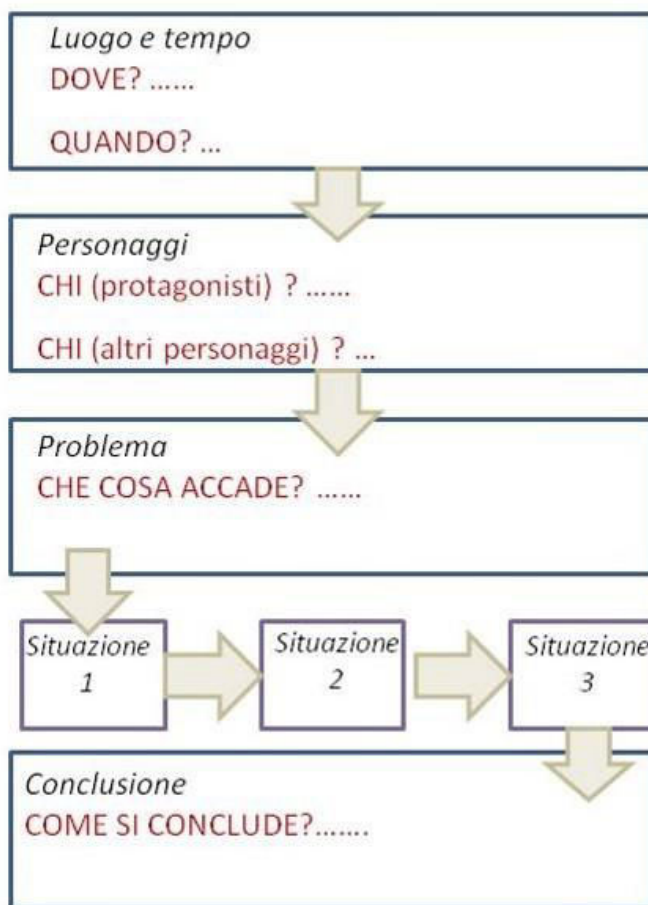 Luogo e tempo
DOVE? ......
QUANDO? ...
Personaggi
CHI (protagonisti) ? ......
CHI (altri personaggi) ? ...
Problema
CHE COSA ACCADE? ......
Situazione
1
Situazione
2
Situazione
3
Conclusione
COME SI CONCLUDE?.......